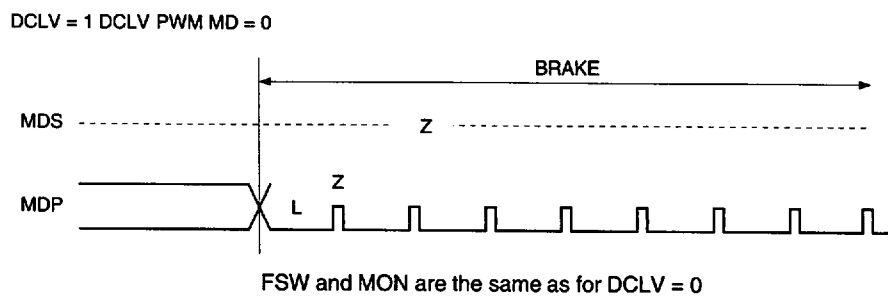 DCLV = 1 DCLV PWM MD = 0
BRAKE
MDS
Z
Z
MDP
L
FSW and MON are the same as for DCLV = 0